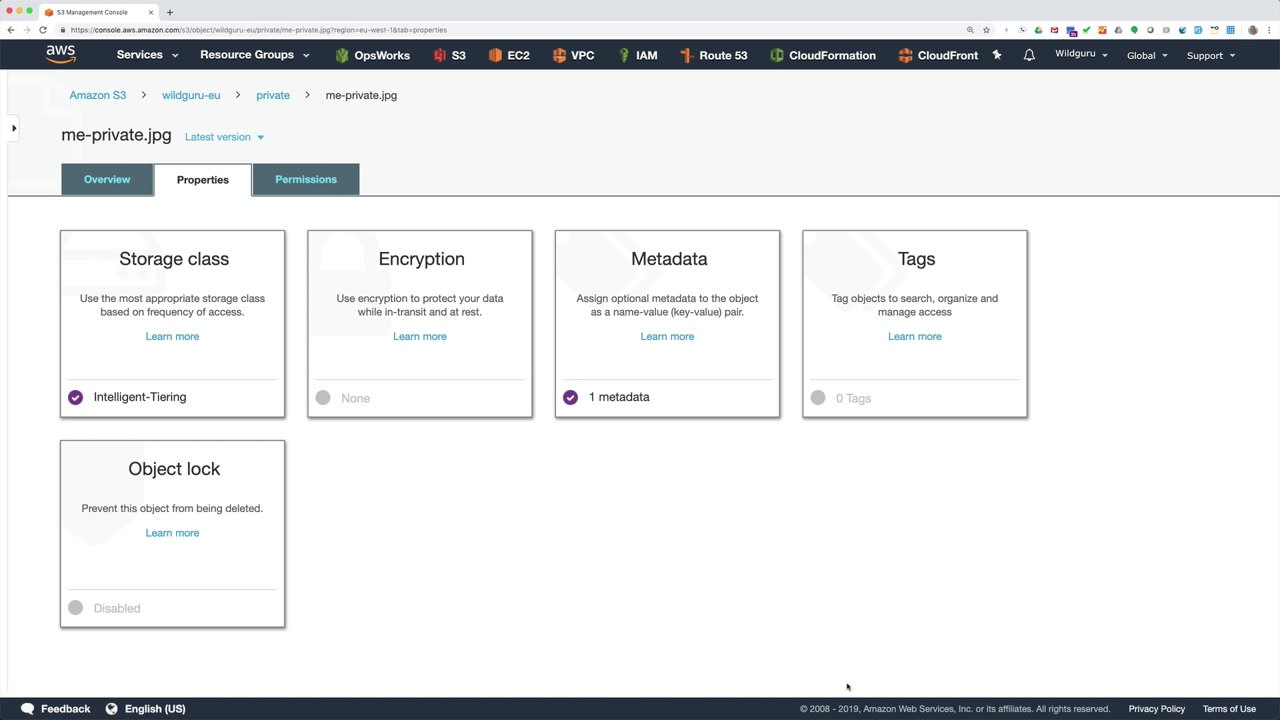 S3 Management Console
https://console.aws.amazon.com/s3/object/wildguru-eu/private/me-private.jpg?region=eu-west-1&tab=properties
aws Services Resource Groups OpsWorks S3 EC2 VPC IAM Route 53 CloudFormation CloudFront Wildguru Global Support
Amazon S3 wildguru-eu private me-private.jpg
me-private.jpg Latest version
Overview Properties Permissions
Storage class
Use the most appropriate storage class
based on frequency of access.
Learn more
Intelligent-Tiering
Encryption
Use encryption to protect your data
while in-transit and at rest.
Learn more
None
Metadata
Assign optional metadata to the object
as a name-value (key-value) pair.
Learn more
1 metadata
Tags
Tag objects to search, organize and
manage access
Learn more
0 Tags
Object lock
Prevent this object from being deleted.
Learn more
Disabled
Feedback English (US) © 2008 - 2019, Amazon Web Services, Inc. or its affiliates. All rights reserved. Privacy Policy Terms of Use